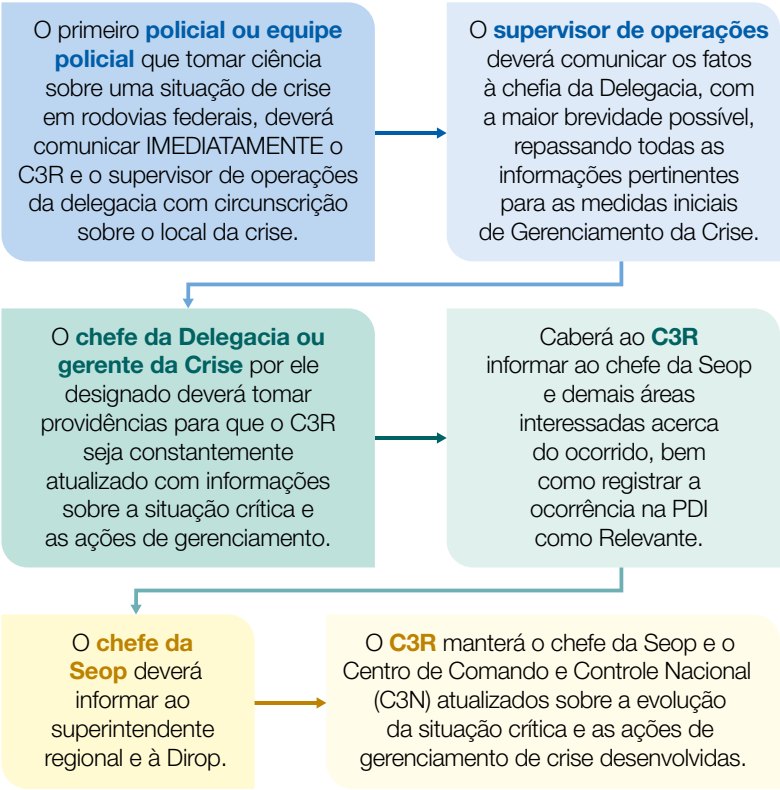 O primeiro policial ou equipe
policial que tomar ciência
sobre uma situação de crise
em rodovias federais, deverá
comunicar IMEDIATAMENTE o
C3R e o supervisor de operações
da delegacia com circunscrição
sobre o local da crise.
O supervisor de operações
deverá comunicar os fatos
à chefia da Delegacia, com
a maior brevidade possível,
repassando todas as
informações pertinentes
para as medidas iniciais
de Gerenciamento da Crise.
O chefe da Delegacia ou
gerente da Crise por ele
designado deverá tomar
providências para que o C3R
seja constantemente
atualizado com informações
sobre a situação crítica e
as ações de gerenciamento.
Caberá ao C3R
informar ao chefe da Seop
e demais áreas
interessadas acerca
do ocorrido, bem
como registrar a
ocorrência na PDI
como Relevante.
O chefe da
Seop deverá
informar ao
superintendente
regional e à Dirop.
O C3R manterá o chefe da Seop e o
Centro de Comando e Controle Nacional
(C3N) atualizados sobre a evolução
da situação crítica e as ações de
gerenciamento de crise desenvolvidas.